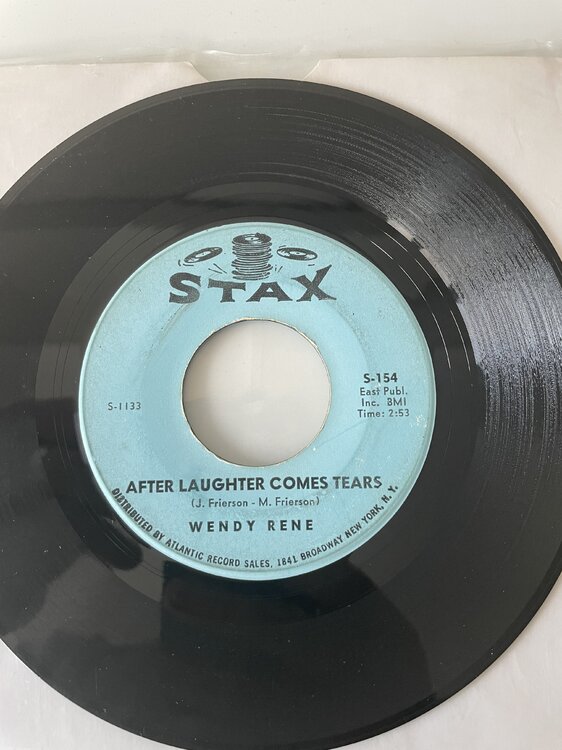 STAX
S-154
East Publ.
Inc. BMI
Time: 2:53
S-1133
AFTER LAUGHTER COMES TEARS
(J. Frierson - M. Frierson)
WENDY RENE
DISTRIBUTED BY ATLANTIC RECORD SALES, 1841 BROADWAY NEW YORK, N. Y.